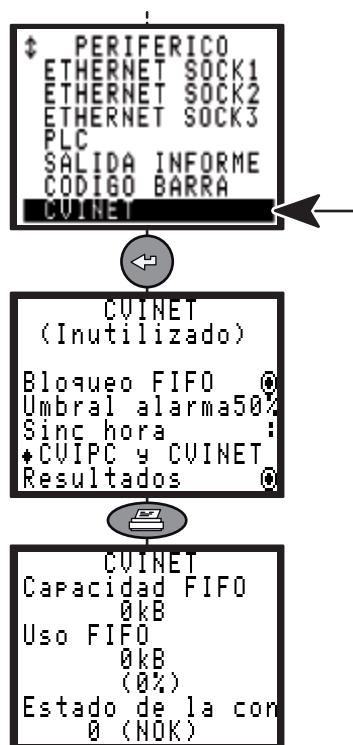 PERIFERICO
ETHERNET SOCK1
ETHERNET SOCK2
ETHERNET SOCK3
PLC
SALIDA INFORME
CODIGO BARRA
CVINET
CVINET
(Inutilizado)
Bloqueo FIFO
Umbral alarma50%
Sinc hora :
CVIPC y CVINET
Resultados
CVINET
Capacidad FIFO
0kB
Uso FIFO
0kB
(0%)
Estado de la con
0 (NOK)